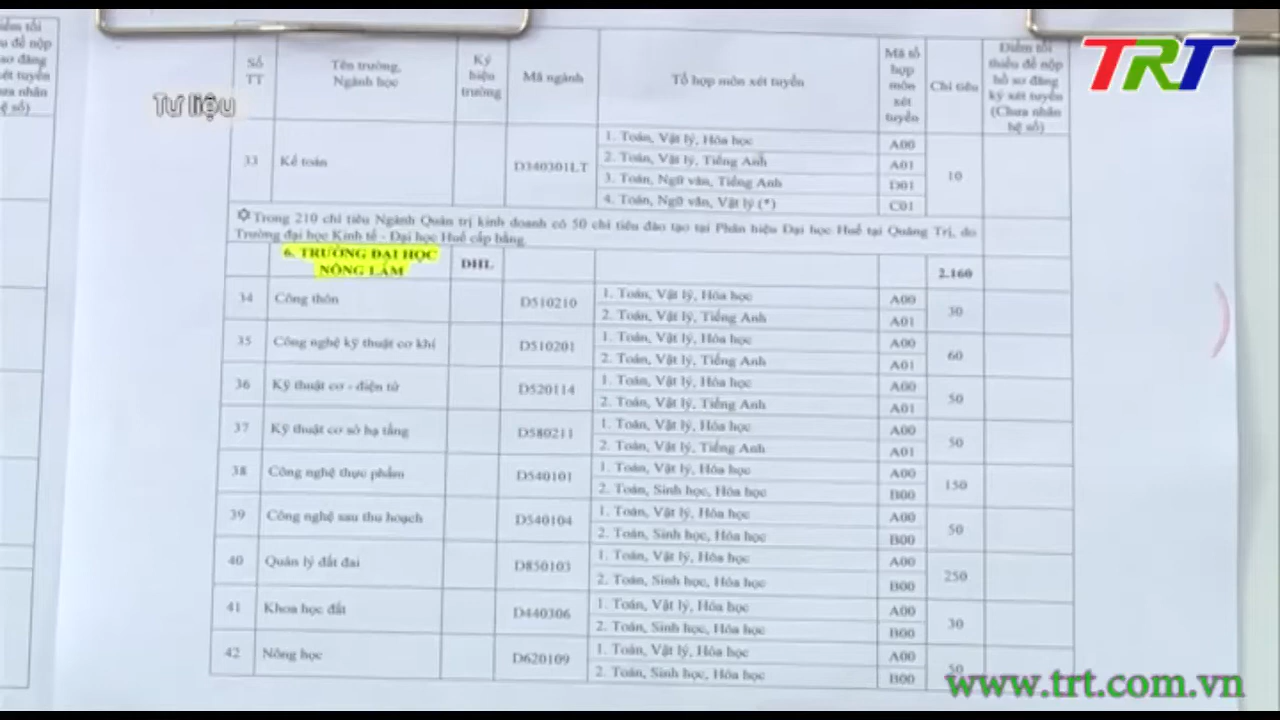 TRT
Tư liệu
Số TT
Tên trường, Ngành học
Ký hiệu trường
Mã ngành
Tổ hợp môn xét tuyển
Mã tổ hợp môn xét tuyển
Chỉ tiêu
Điểm tối thiểu để nộp hồ sơ đăng ký xét tuyển (Chưa nhân hệ số)
33 Kế toán D340301LT 10
1. Toán, Vật lý, Hóa học A00
2. Toán, Vật lý, Tiếng Anh A01
3. Toán, Ngữ văn, Tiếng Anh D01
4. Toán, Ngữ văn, Vật lý (*) C01
Trong 210 chỉ tiêu Ngành Quản trị kinh doanh có 50 chỉ tiêu đào tạo tại Phân hiệu Đại học Huế tại Quảng Trị, do
Trường đại học Kinh tế - Đại học Huế cấp bằng
6. TRƯỜNG ĐẠI HỌC
NÔNG LÂM DHL 2.160
34 Công thôn D510210 30
1. Toán, Vật lý, Hóa học A00
2. Toán, Vật lý, Tiếng Anh A01
35 Công nghệ kỹ thuật cơ khí D510201 60
1. Toán, Vật lý, Hóa học A00
2. Toán, Vật lý, Tiếng Anh A01
36 Kỹ thuật cơ - điện tử D520114 50
1. Toán, Vật lý, Hóa học A00
2. Toán, Vật lý, Tiếng Anh A01
37 Kỹ thuật cơ sở hạ tầng D580211 50
1. Toán, Vật lý, Hóa học A00
2. Toán, Vật lý, Tiếng Anh A01
38 Công nghệ thực phẩm D540101 150
1. Toán, Vật lý, Hóa học A00
2. Toán, Sinh học, Hóa học B00
39 Công nghệ sau thu hoạch D540104 50
1. Toán, Vật lý, Hóa học A00
2. Toán, Sinh học, Hóa học B00
40 Quản lý đất đai D850103 250
1. Toán, Vật lý, Hóa học A00
2. Toán, Sinh học, Hóa học B00
41 Khoa học đất D440306 30
1. Toán, Vật lý, Hóa học A00
2. Toán, Sinh học, Hóa học B00
42 Nông học D620109 50
1. Toán, Vật lý, Hóa học A00
2. Toán, Sinh học, Hóa học B00
www.trt.com.vn